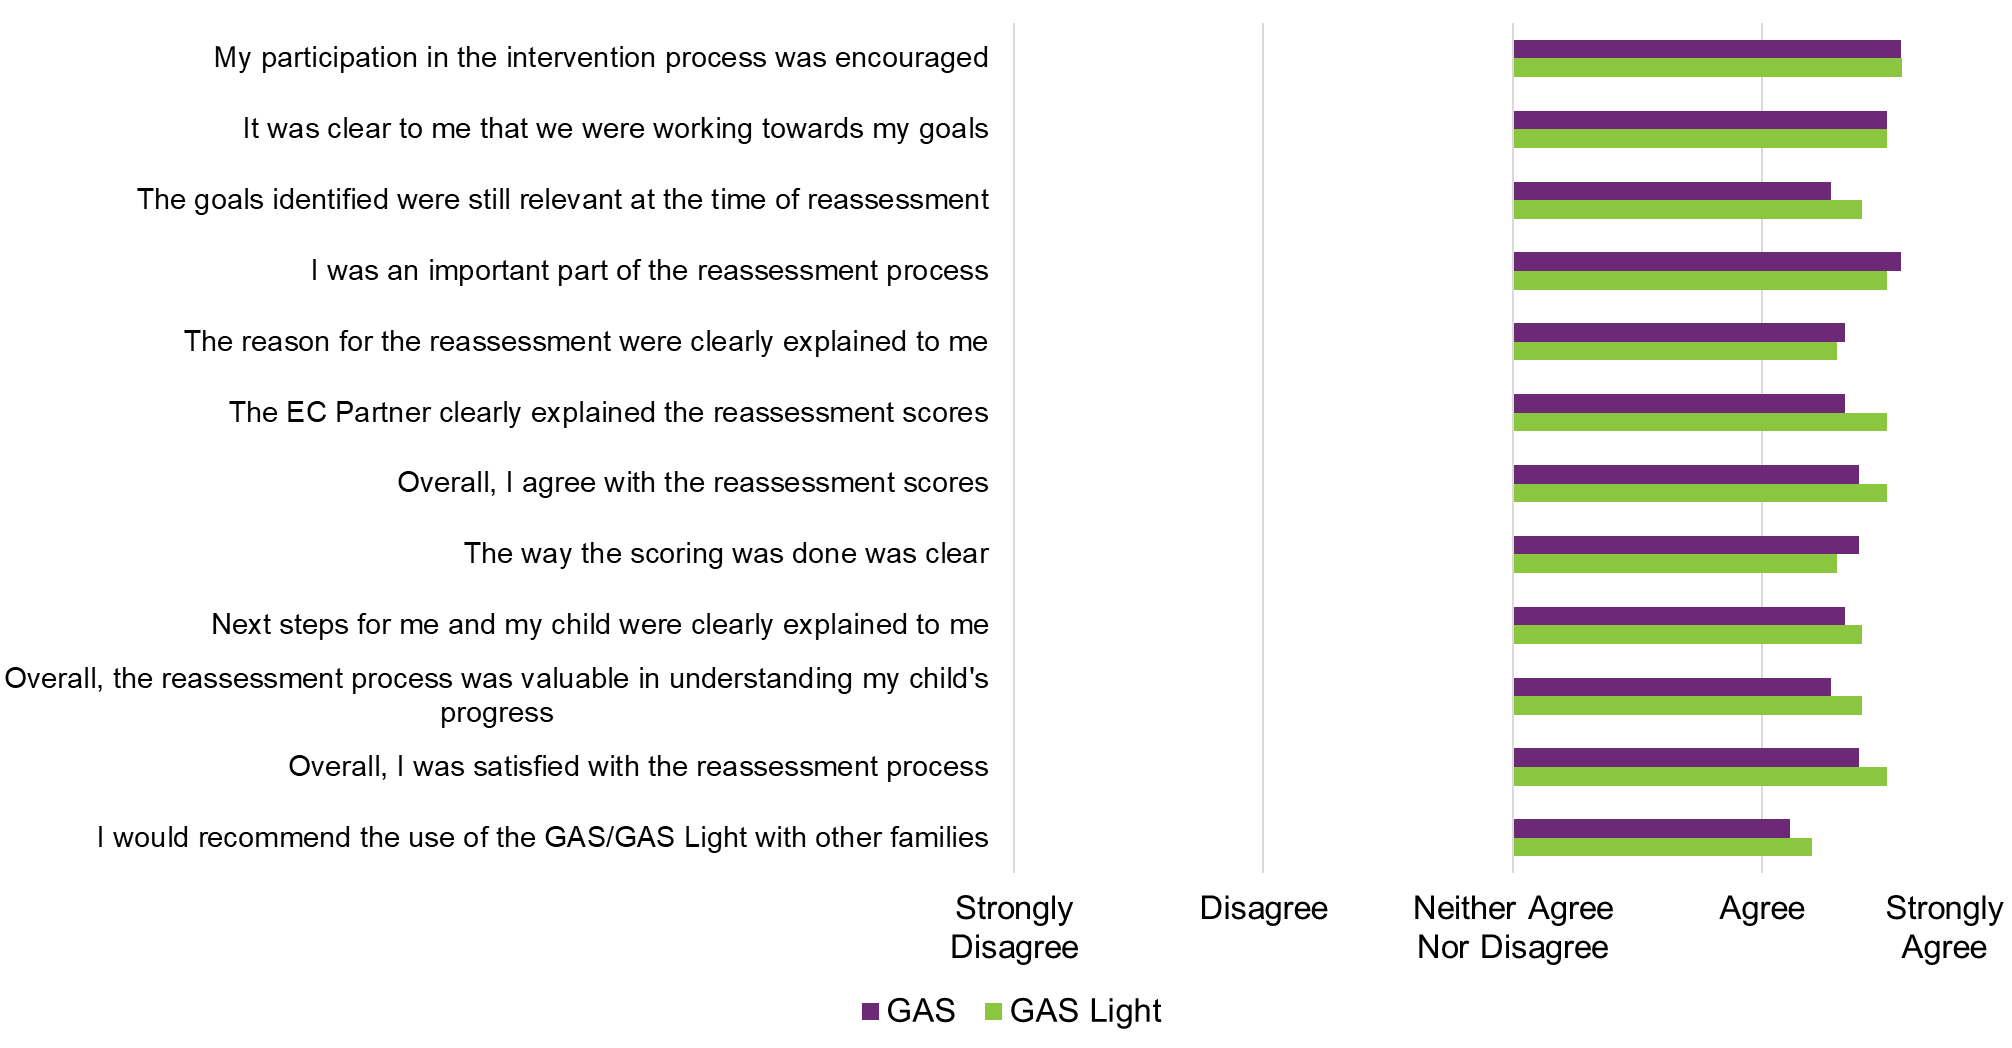 My participation in the intervention process was encouraged
It was clear to me that we were working towards my goals
The goals identified were still relevant at the time of reassessment
I was an important part of the reassessment process
The reason for the reassessment were clearly explained to me
The EC Partner clearly explained the reassessment scores
Overall, I agree with the reassessment scores
The way the scoring was done was clear
Next steps for me and my child were clearly explained to me
Overall, the reassessment process was valuable in understanding my child's
progress
Overall, I was satisfied with the reassessment process
I would recommend the use of the GAS/GAS Light with other families
Strongly
Disagree
Disagree
Neither Agree
Nor Disagree
Agree
Strongly
Agree
GAS
GAS Light